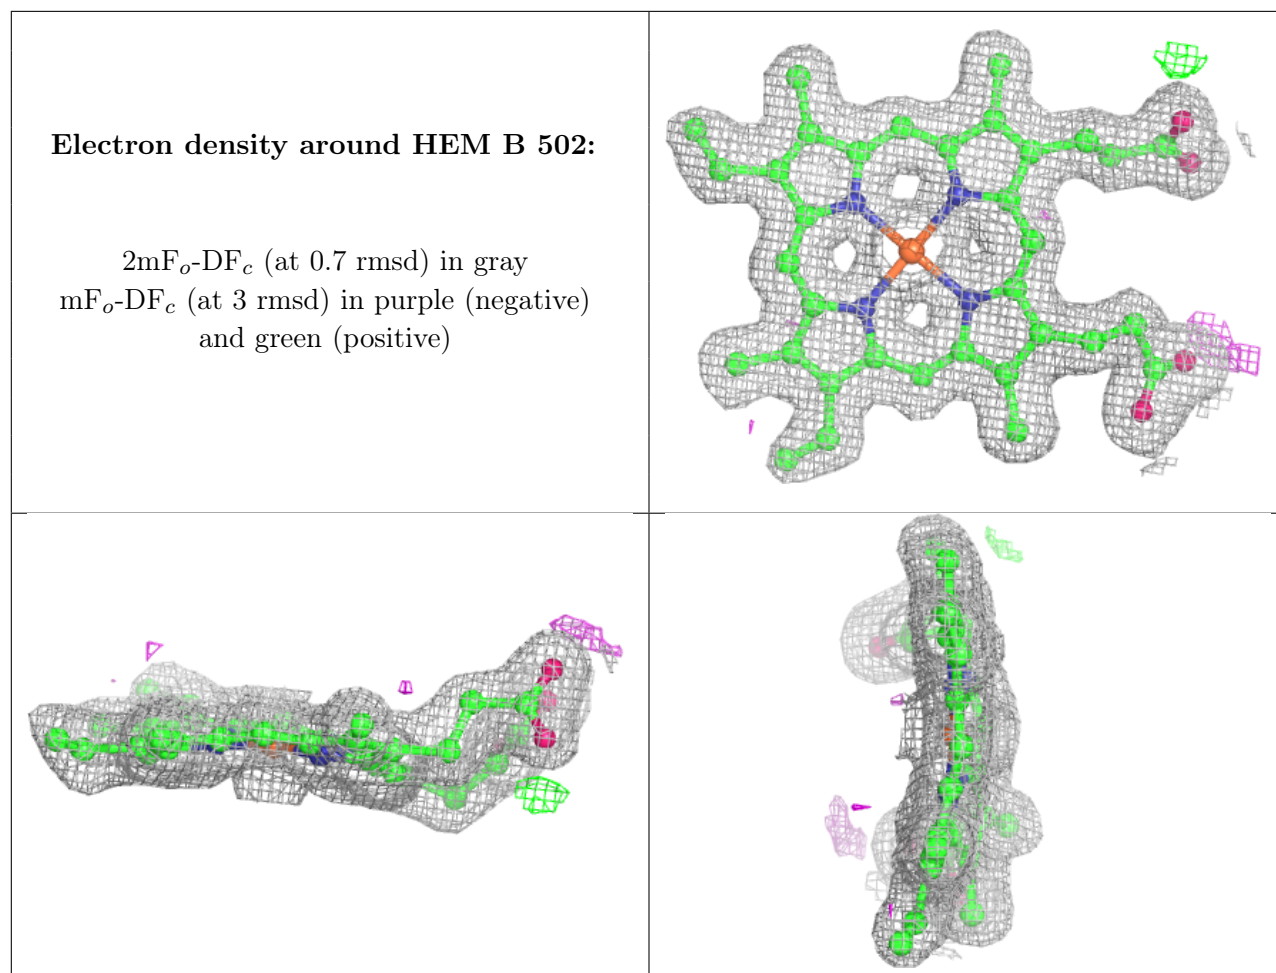 Electron density around HEM B 502:
2mFₒ-DF𝒸 (at 0.7 rmsd) in gray
mFₒ-DF𝒸 (at 3 rmsd) in purple (negative)
and green (positive)